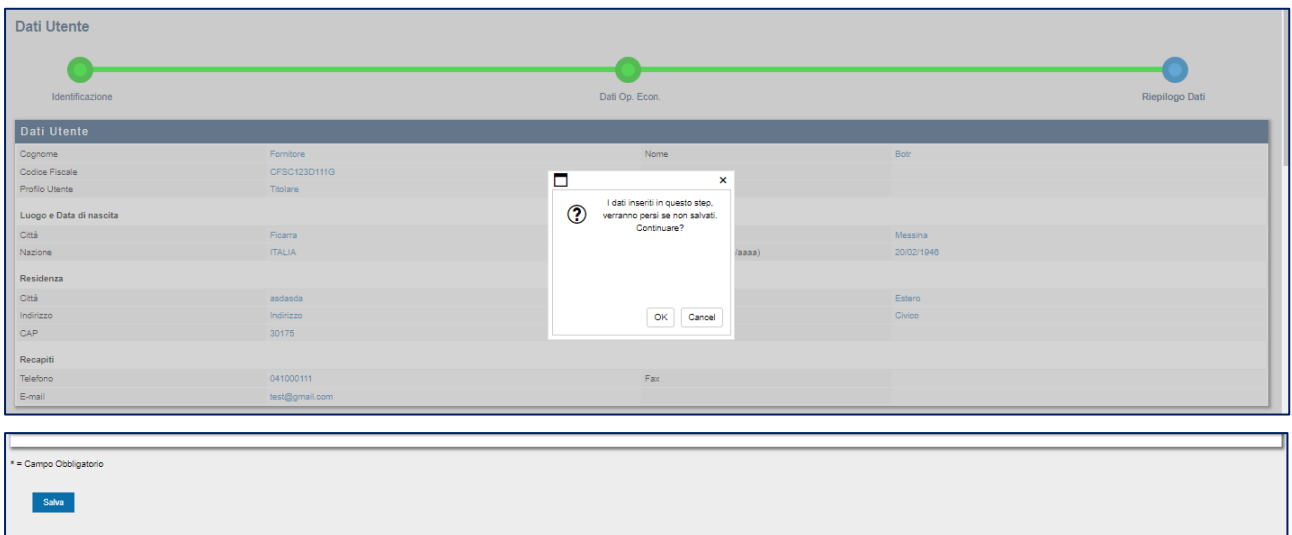 Dati Utente
Identificazione Dati Op. Econ. Riepilogo Dati
Dati Utente
Cognome Fornitore Nome Botr
Codice Fiscale CFSC123D111G
Profilo Utente Titolare
I dati inseriti in questo step,
verranno persi se non salvati.
Continuare?
OK Cancel
Luogo e Data di nascita
Città Ficarra Messina
Nazione ITALIA /aaaa) 20/02/1946
Residenza
Città asdasda Estero
Indirizzo Indirizzo Civico
CAP 30175
Recapiti
Telefono 041000111 Fax
E-mail test@gmail.com
* = Campo Obbligatorio
Salva